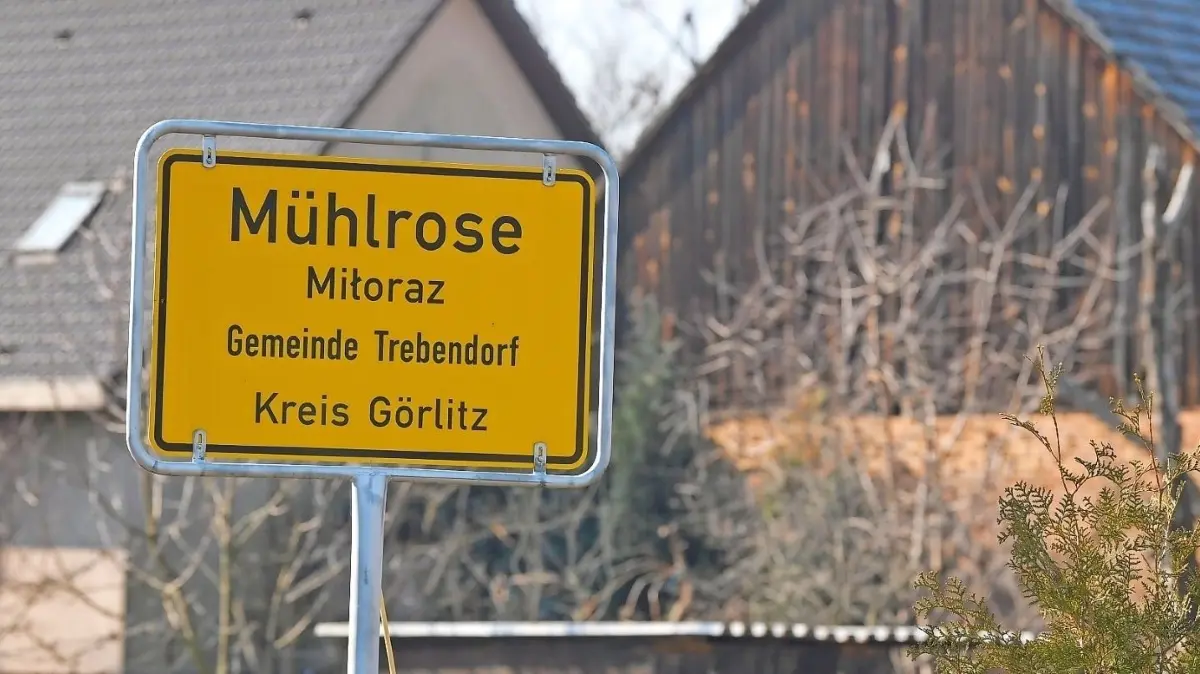 Mühlrose
Miłoraz
Gemeinde Trebendorf
Kreis Görlitz